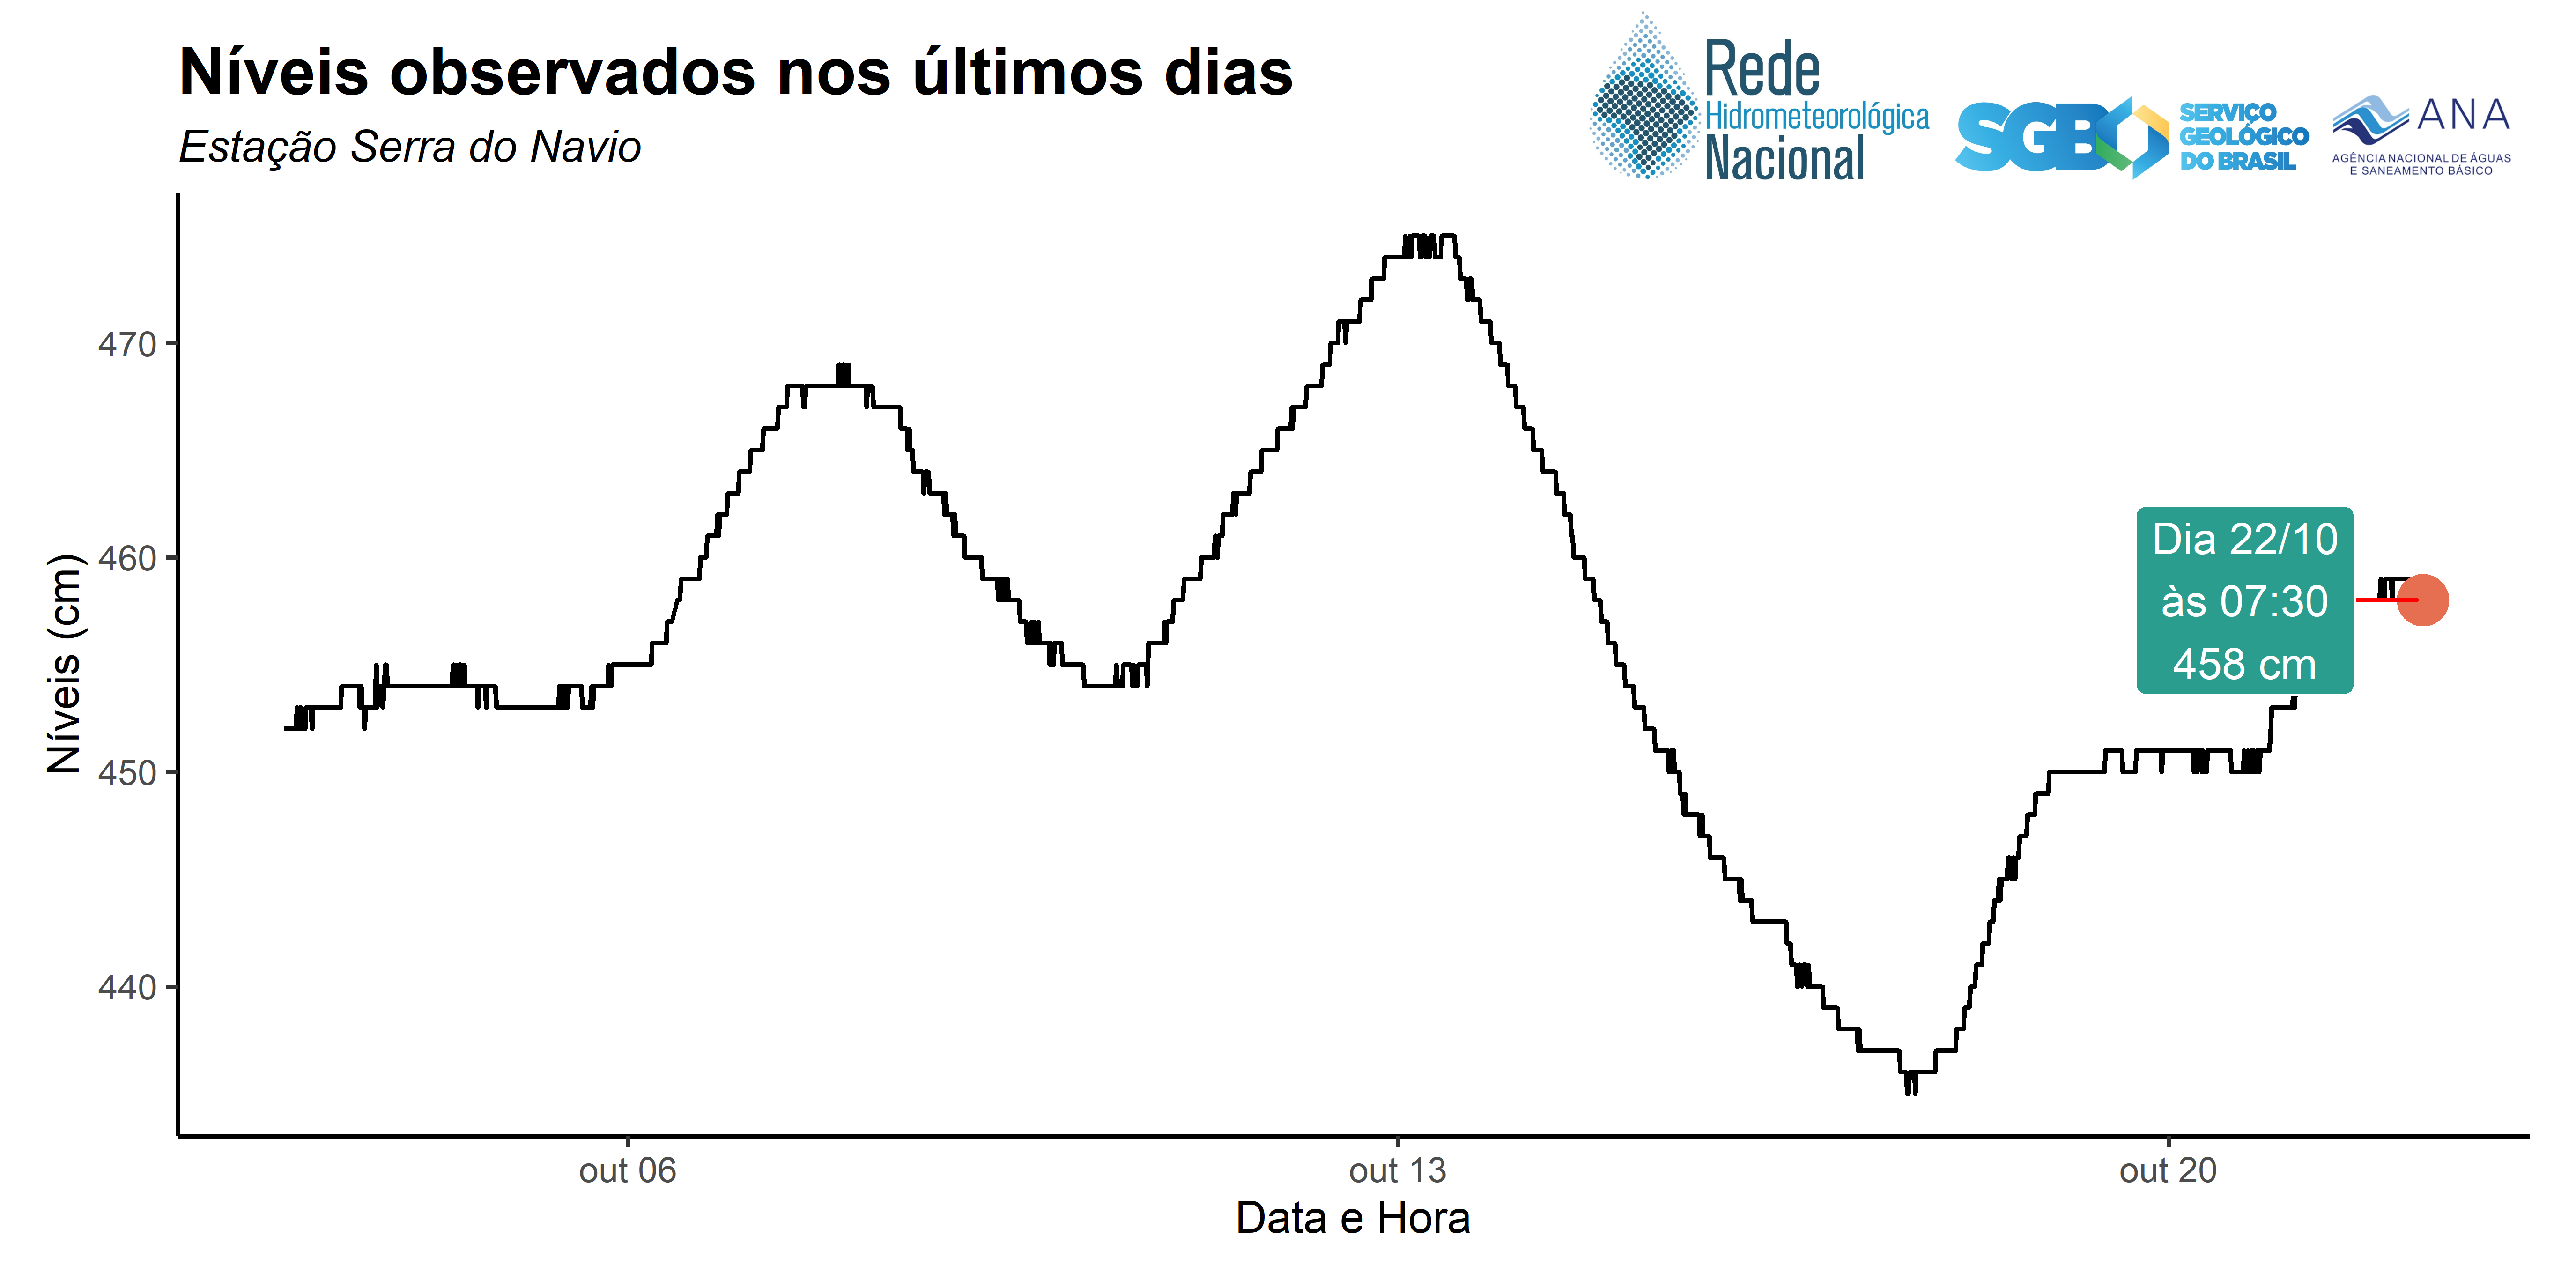 Níveis observados nos últimos dias
Estação Serra do Navio
Rede
Hidrometeorológica
Nacional
SGB
SERVIÇO
GEOLÓGICO
DO BRASIL
ANA
AGÊNCIA NACIONAL DE ÁGUAS
E SANEAMENTO BÁSICO
Níveis (cm)
470
460
450
440
Dia 22/10
às 07:30
458 cm
out 06
out 13
out 20
Data e Hora